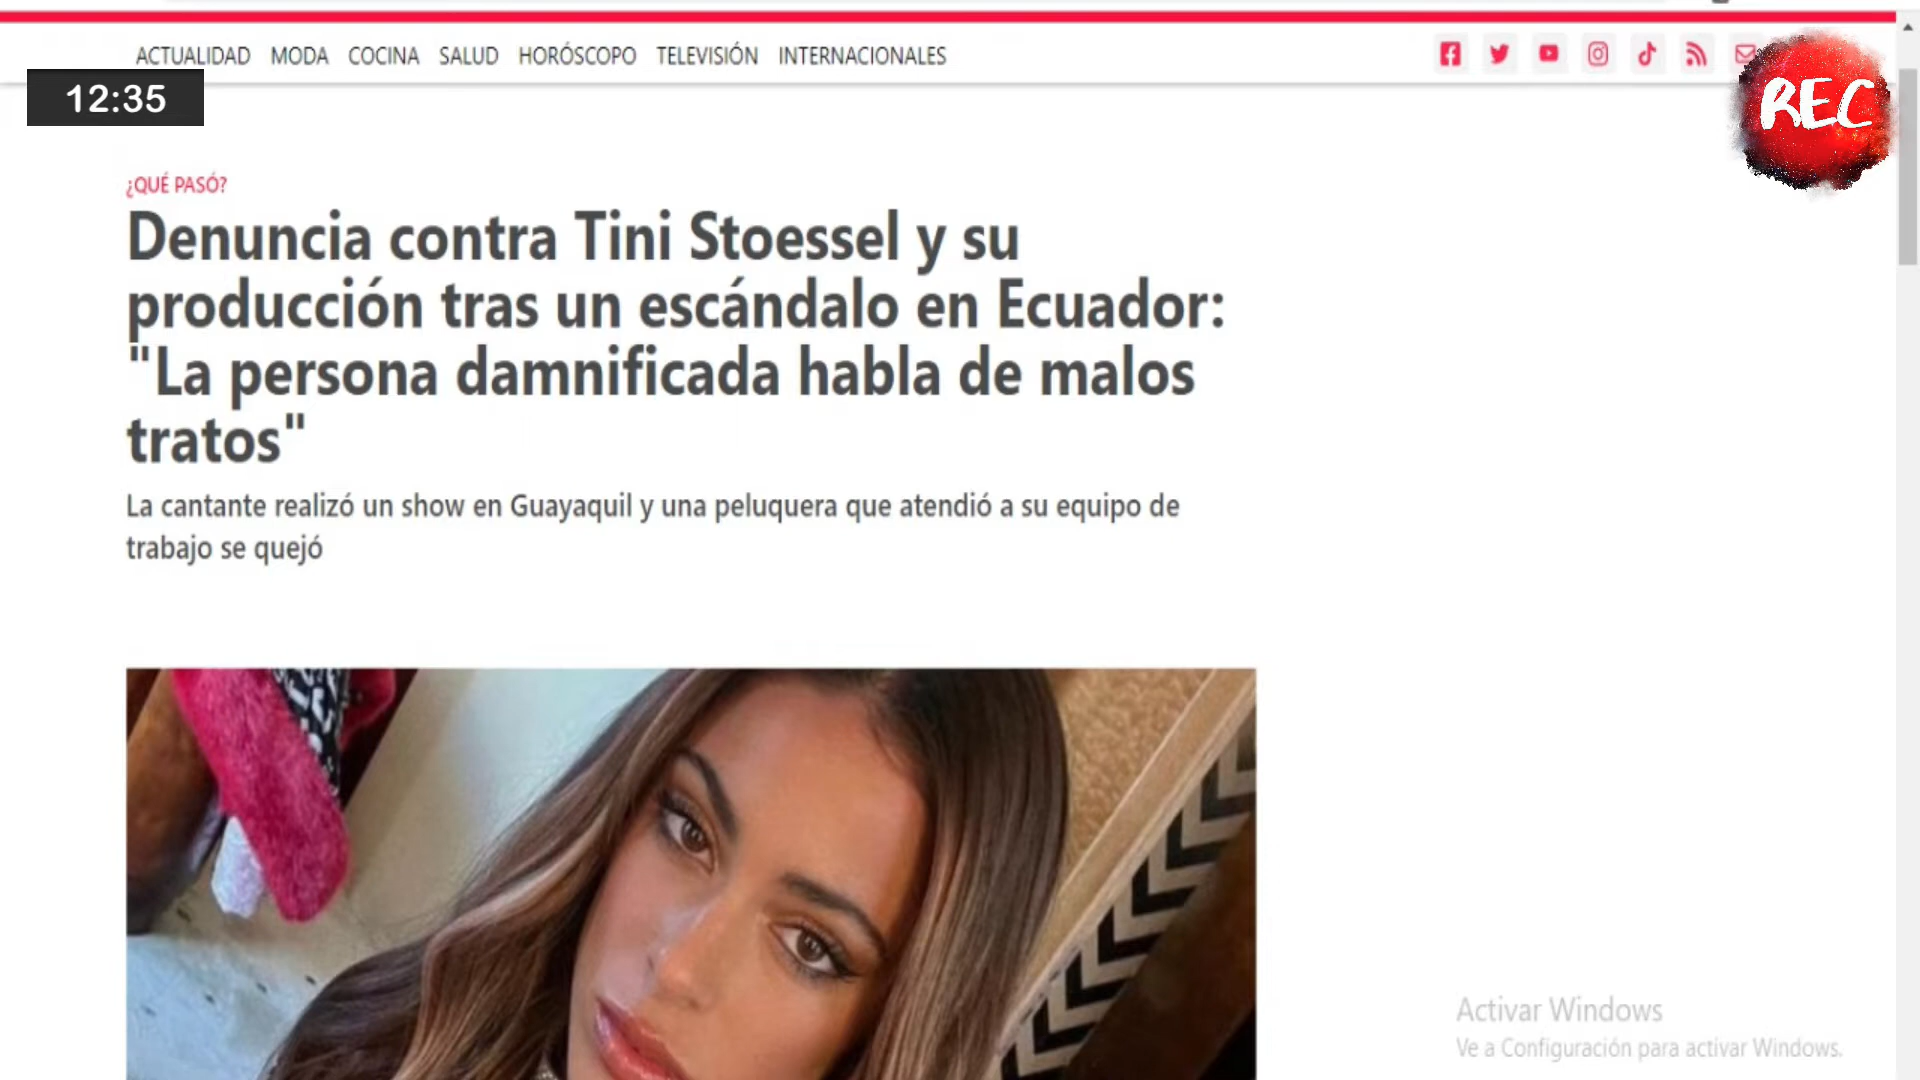 ACTUALIDAD MODA COCINA SALUD HORÓSCOPO TELEVISIÓN INTERNACIONALES
REC
12:35
¿QUÉ PASÓ?
Denuncia contra Tini Stoessel y su
producción tras un escándalo en Ecuador:
"La persona damnificada habla de malos
tratos"
La cantante realizó un show en Guayaquil y una peluquera que atendió a su equipo de
trabajo se quejó
Activar Windows
Ve a Configuración para activar Windows.